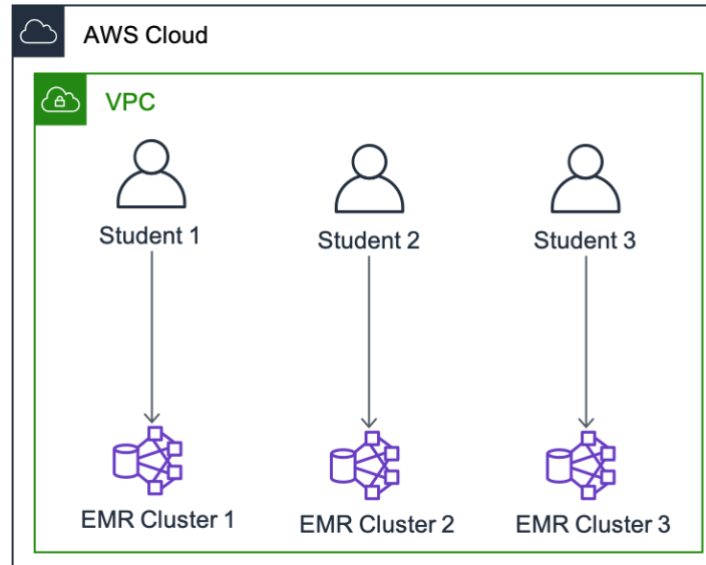 AWS Cloud
VPC
Student 1
Student 2
Student 3
EMR Cluster 1
EMR Cluster 2
EMR Cluster 3